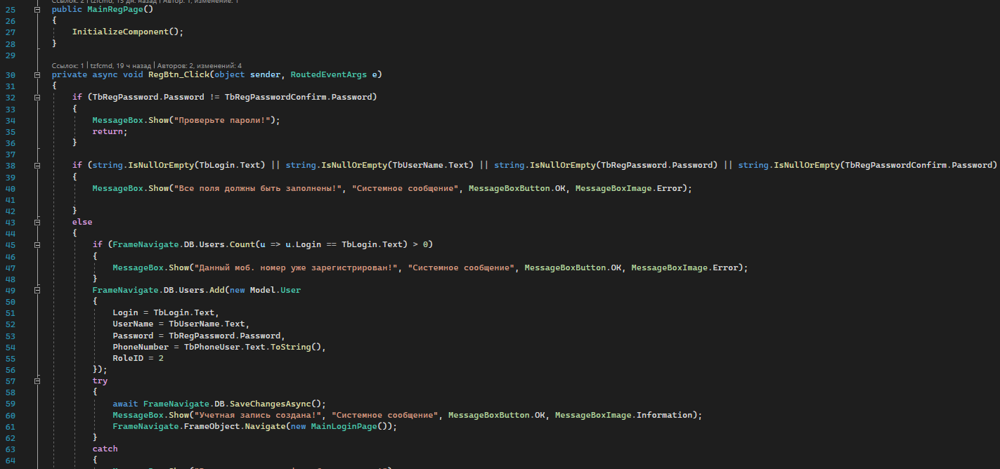 Ссылок: 2 | tzfcmd, 13 дн. назад | Автор: 1, изменение: 1
25 public MainRegPage()
26 {
27 InitializeComponent();
28 }
29
Ссылок: 1 | tzfcmd, 19 ч назад | Авторов: 2, изменений: 4
30 private async void RegBtn_Click(object sender, RoutedEventArgs e)
31 {
32 if (TbRegPassword.Password != TbRegPasswordConfirm.Password)
33 {
34 MessageBox.Show("Проверьте пароли!");
35 return;
36 }
37
38 if (string.IsNullOrEmpty(TbLogin.Text) || string.IsNullOrEmpty(TbUserName.Text) || string.IsNullOrEmpty(TbRegPassword.Password) || string.IsNullOrEmpty(TbRegPasswordConfirm.Password)
39 {
40 MessageBox.Show("Все поля должны быть заполнены!", "Системное сообщение", MessageBoxButton.OK, MessageBoxImage.Error);
41
42 }
43 else
44 {
45 if (FrameNavigate.DB.Users.Count(u => u.Login == TbLogin.Text) > 0)
46 {
47 MessageBox.Show("Данный моб. номер уже зарегистрирован!", "Системное сообщение", MessageBoxButton.OK, MessageBoxImage.Error);
48 }
49 FrameNavigate.DB.Users.Add(new Model.User
50 {
51 Login = TbLogin.Text,
52 UserName = TbUserName.Text,
53 Password = TbRegPassword.Password,
54 PhoneNumber = TbPhoneUser.Text.ToString(),
55 RoleID = 2
56 });
57 try
58 {
59 await FrameNavigate.DB.SaveChangesAsync();
60 MessageBox.Show("Учетная запись создана!", "Системное сообщение", MessageBoxButton.OK, MessageBoxImage.Information);
61 FrameNavigate.FrameObject.Navigate(new MainLoginPage());
62 }
63 catch
64 {